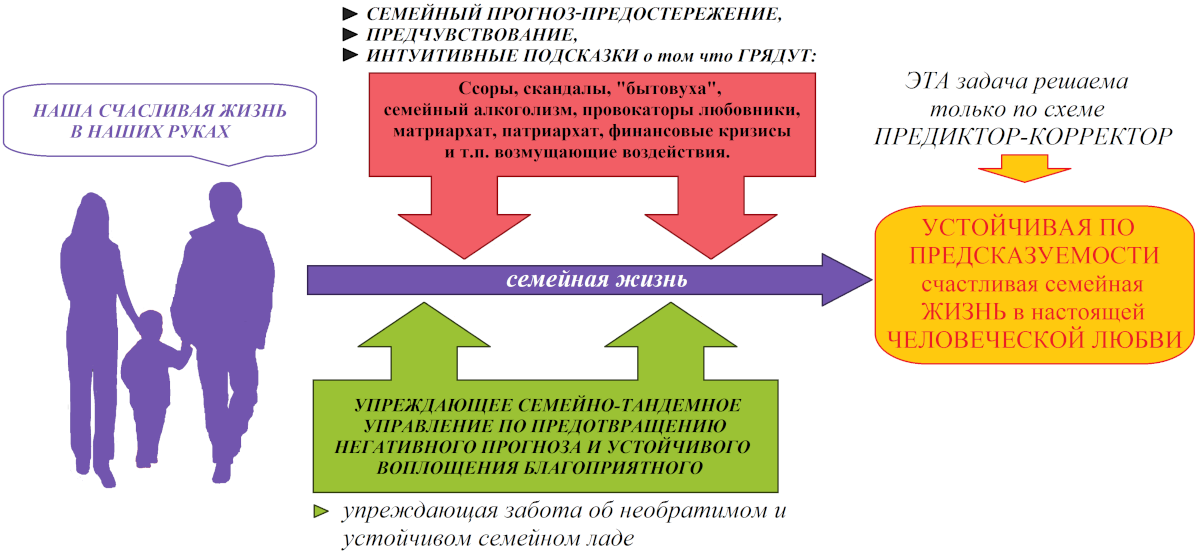 СЕМЕЙНЫЙ ПРОГНОЗ-ПРЕДОСТЕРЕЖЕНИЕ,
ПРЕДЧУВСТВОВАНИЕ,
ИНТУИТИВНЫЕ ПОДСКАЗКИ о том что ГРЯДУТ:
Ссоры, скандалы, "бытовуха",
семейный алкоголизм, провокаторы любовники,
матриархат, патриархат, финансовые кризисы
и т.п. возмущающие воздействия.
НАША СЧАСЛИВАЯ ЖИЗНЬ
В НАШИХ РУКАХ
ЭТА задача решаема
только по схеме
ПРЕДИКТОР-КОРРЕКТОР
семейная жизнь
УСТОЙЧИВАЯ ПО
ПРЕДСКАЗУЕМОСТИ
счастливая семейная
ЖИЗНЬ в настоящей
ЧЕЛОВЕЧЕСКОЙ ЛЮБВИ
УПРЕЖДАЮЩЕЕ СЕМЕЙНО-ТАНДЕМНОЕ
УПРАВЛЕНИЕ ПО ПРЕДОТВРАЩЕНИЮ
НЕГАТИВНОГО ПРОГНОЗА И УСТОЙЧИВОГО
ВОПЛОЩЕНИЯ БЛАГОПРИЯТНОГО
упреждающая забота об необратимом и
устойчивом семейном ладе